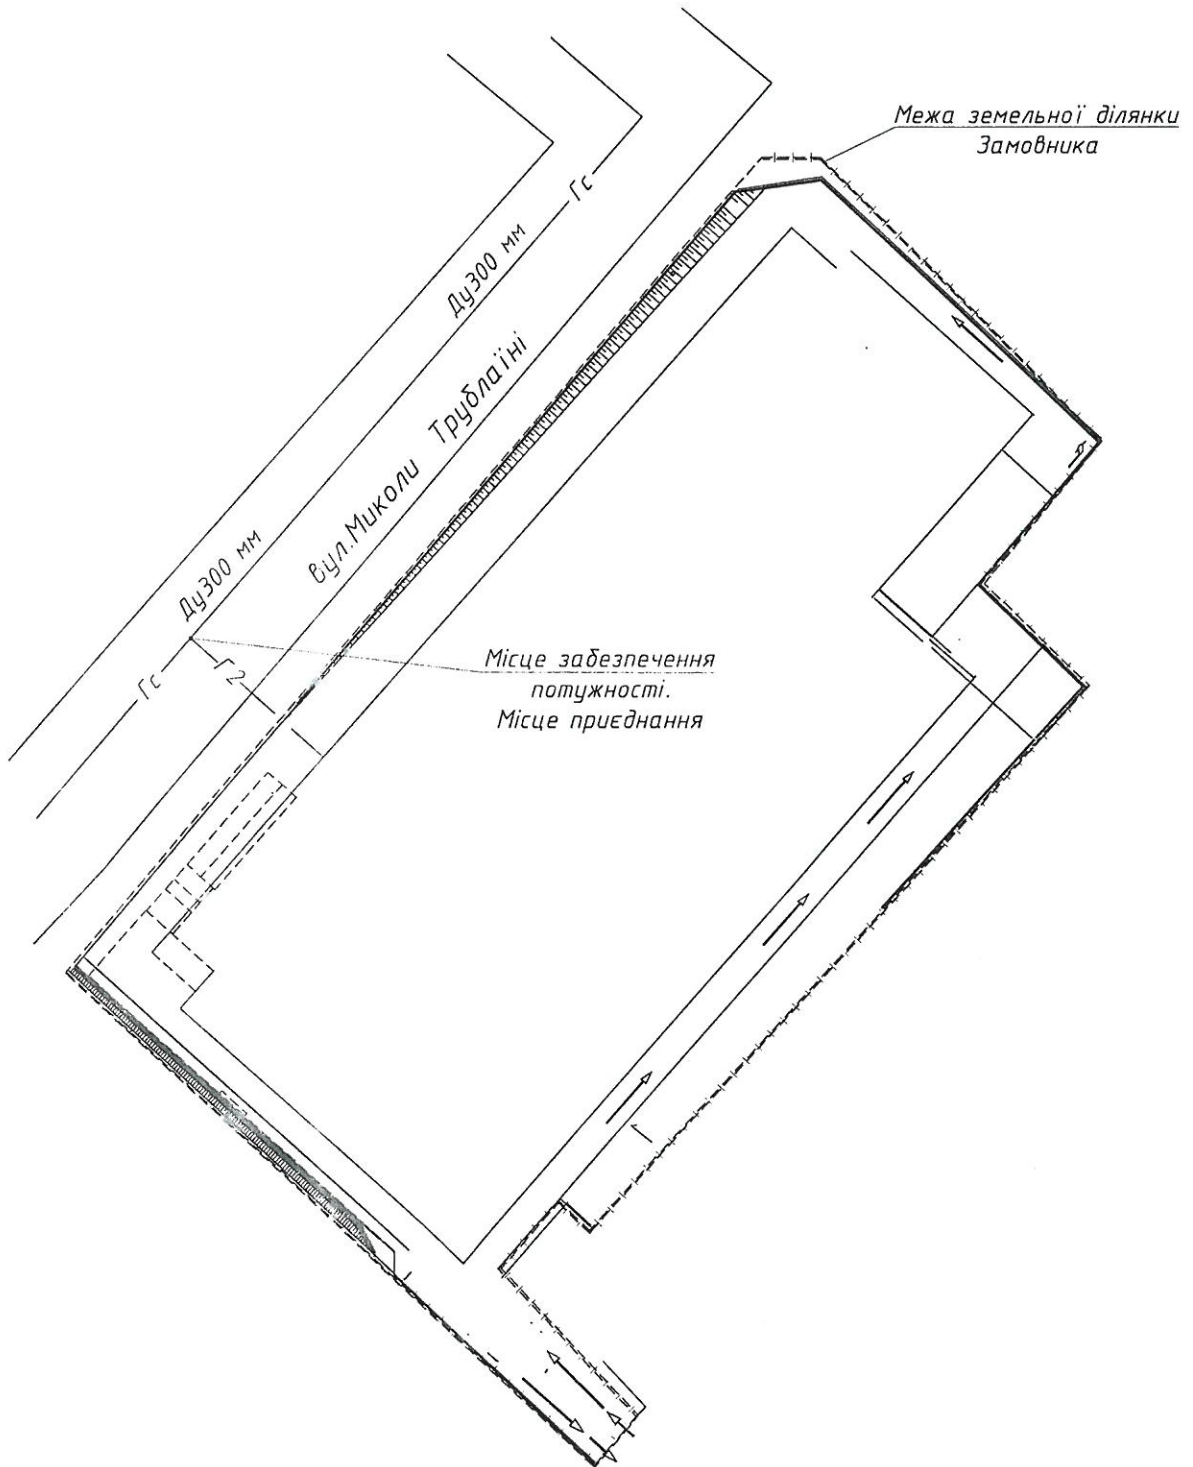 Межа земельної ділянки
Замовника
Гс
Ду300 мм
вул.Миколи Трублаїні
Ду300 мм
Місце забезпечення
потужності.
Місце приєднання
Г2
Гс